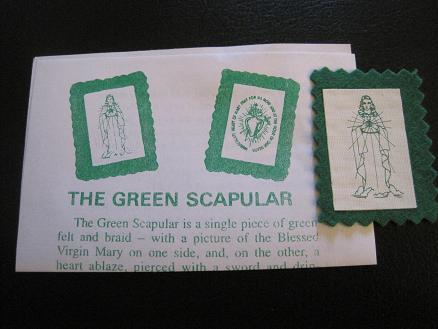 THE GREEN SCAPULAR
The Green Scapular is a single piece of green
felt and braid – with a picture of the Blessed
Virgin Mary on one side, and, on the other, a
heart ablaze, pierced with a sword and drip-